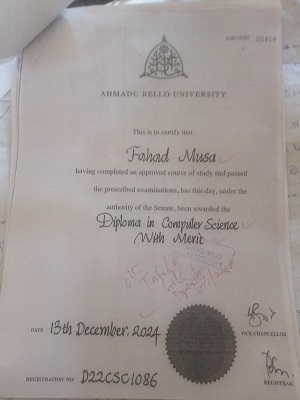 05414
AHMADU BELLO UNIVERSITY
This is to certify that
Fahad Musa
having completed an approved course of study and passed
the prescribed examinations, has this day, under the
authority of the Senate, been awarded the
Diploma in Computer Science
With Merit
DATE 13th December, 2024
VICE-CHANCELLOR
REGISTRAR
REGISTRATION NO: D22CSC1086